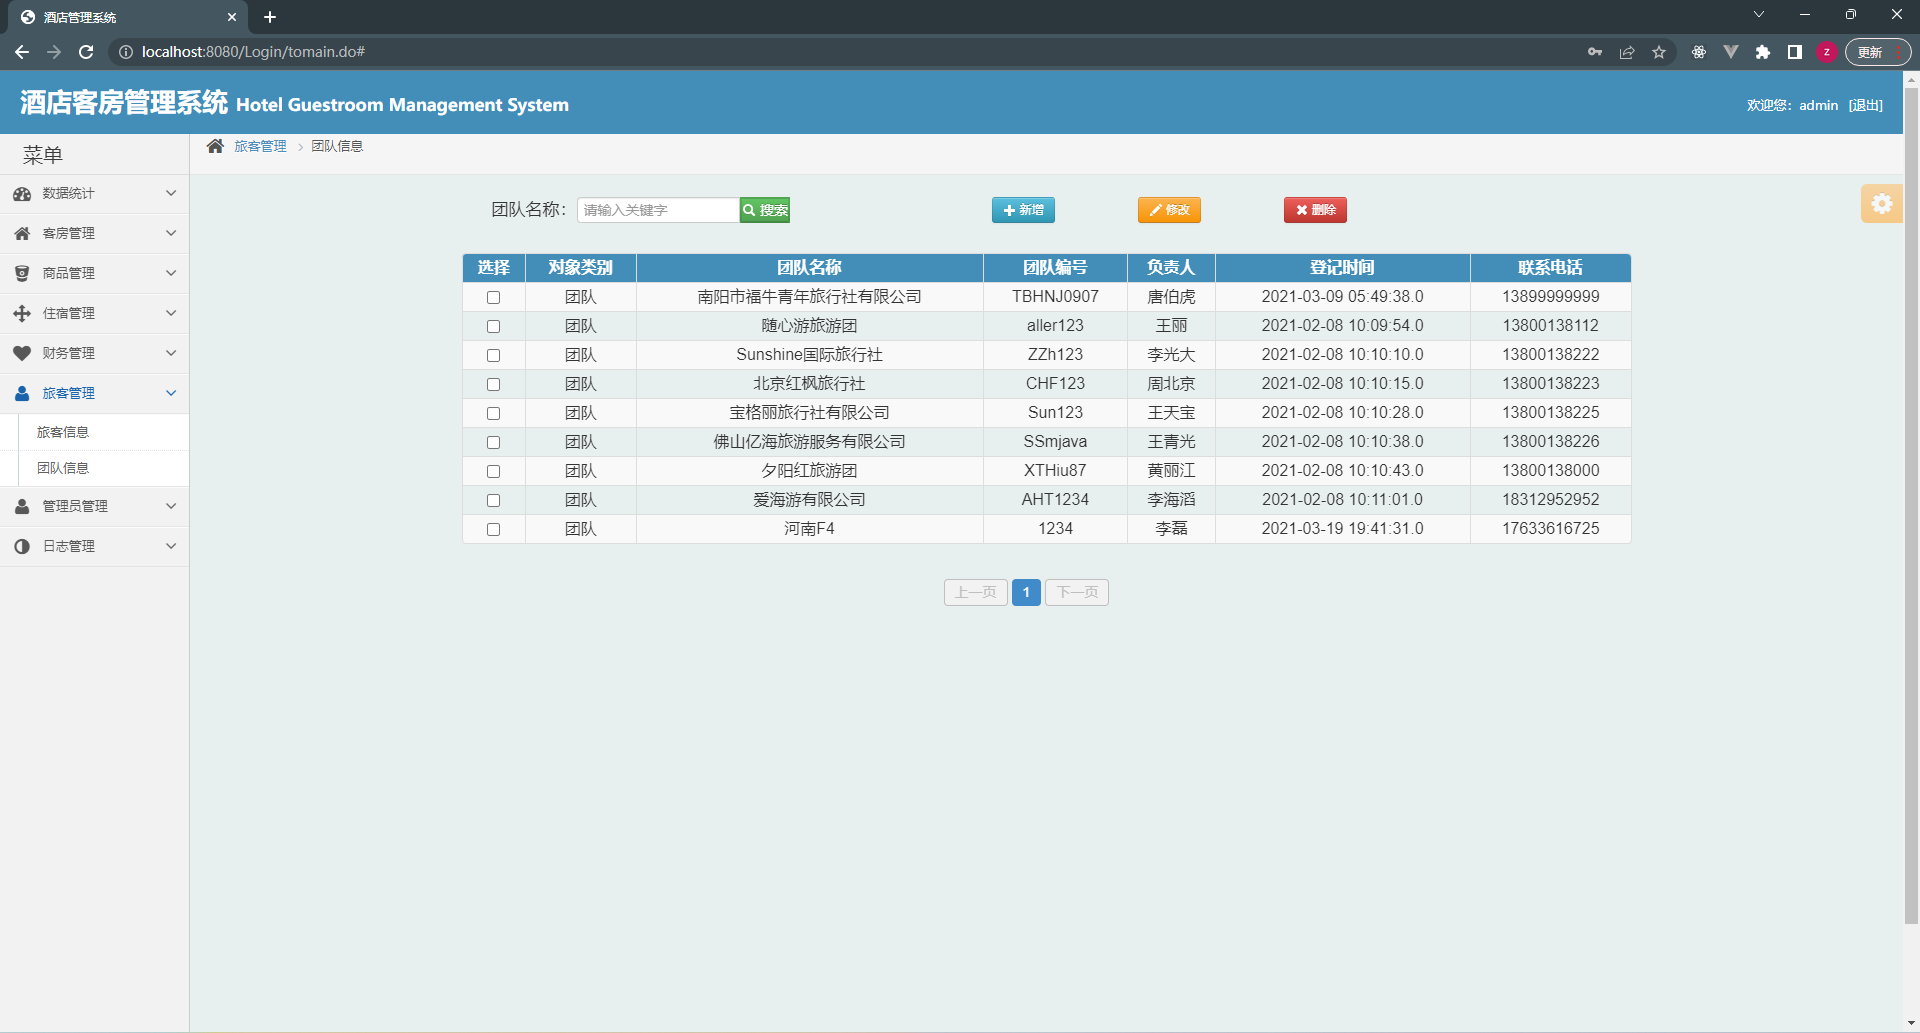 酒店管理系统
localhost:8080/Login/tomain.do#
z
更新
酒店客房管理系统 Hotel Guestroom Management System
欢迎您：admin [退出]
菜单
旅客管理 > 团队信息
数据统计
客房管理
商品管理
住宿管理
财务管理
旅客管理
旅客信息
团队信息
管理员管理
日志管理
团队名称： 请输入关键字 搜索 新增 修改 删除
选择 对象类别 团队名称 团队编号 负责人 登记时间 联系电话
团队 南阳市福牛青年旅行社有限公司 TBHNJ0907 唐伯虎 2021-03-09 05:49:38.0 13899999999
团队 随心游旅游团 aller123 王丽 2021-02-08 10:09:54.0 13800138112
团队 Sunshine国际旅行社 ZZh123 李光大 2021-02-08 10:10:10.0 13800138222
团队 北京红枫旅行社 CHF123 周北京 2021-02-08 10:10:15.0 13800138223
团队 宝格丽旅行社有限公司 Sun123 王天宝 2021-02-08 10:10:28.0 13800138225
团队 佛山亿海旅游服务有限公司 SSmjava 王青光 2021-02-08 10:10:38.0 13800138226
团队 夕阳红旅游团 XTHiu87 黄丽江 2021-02-08 10:10:43.0 13800138000
团队 爱海游有限公司 AHT1234 李海滔 2021-02-08 10:11:01.0 18312952952
团队 河南F4 1234 李磊 2021-03-19 19:41:31.0 17633616725
上一页 1 下一页